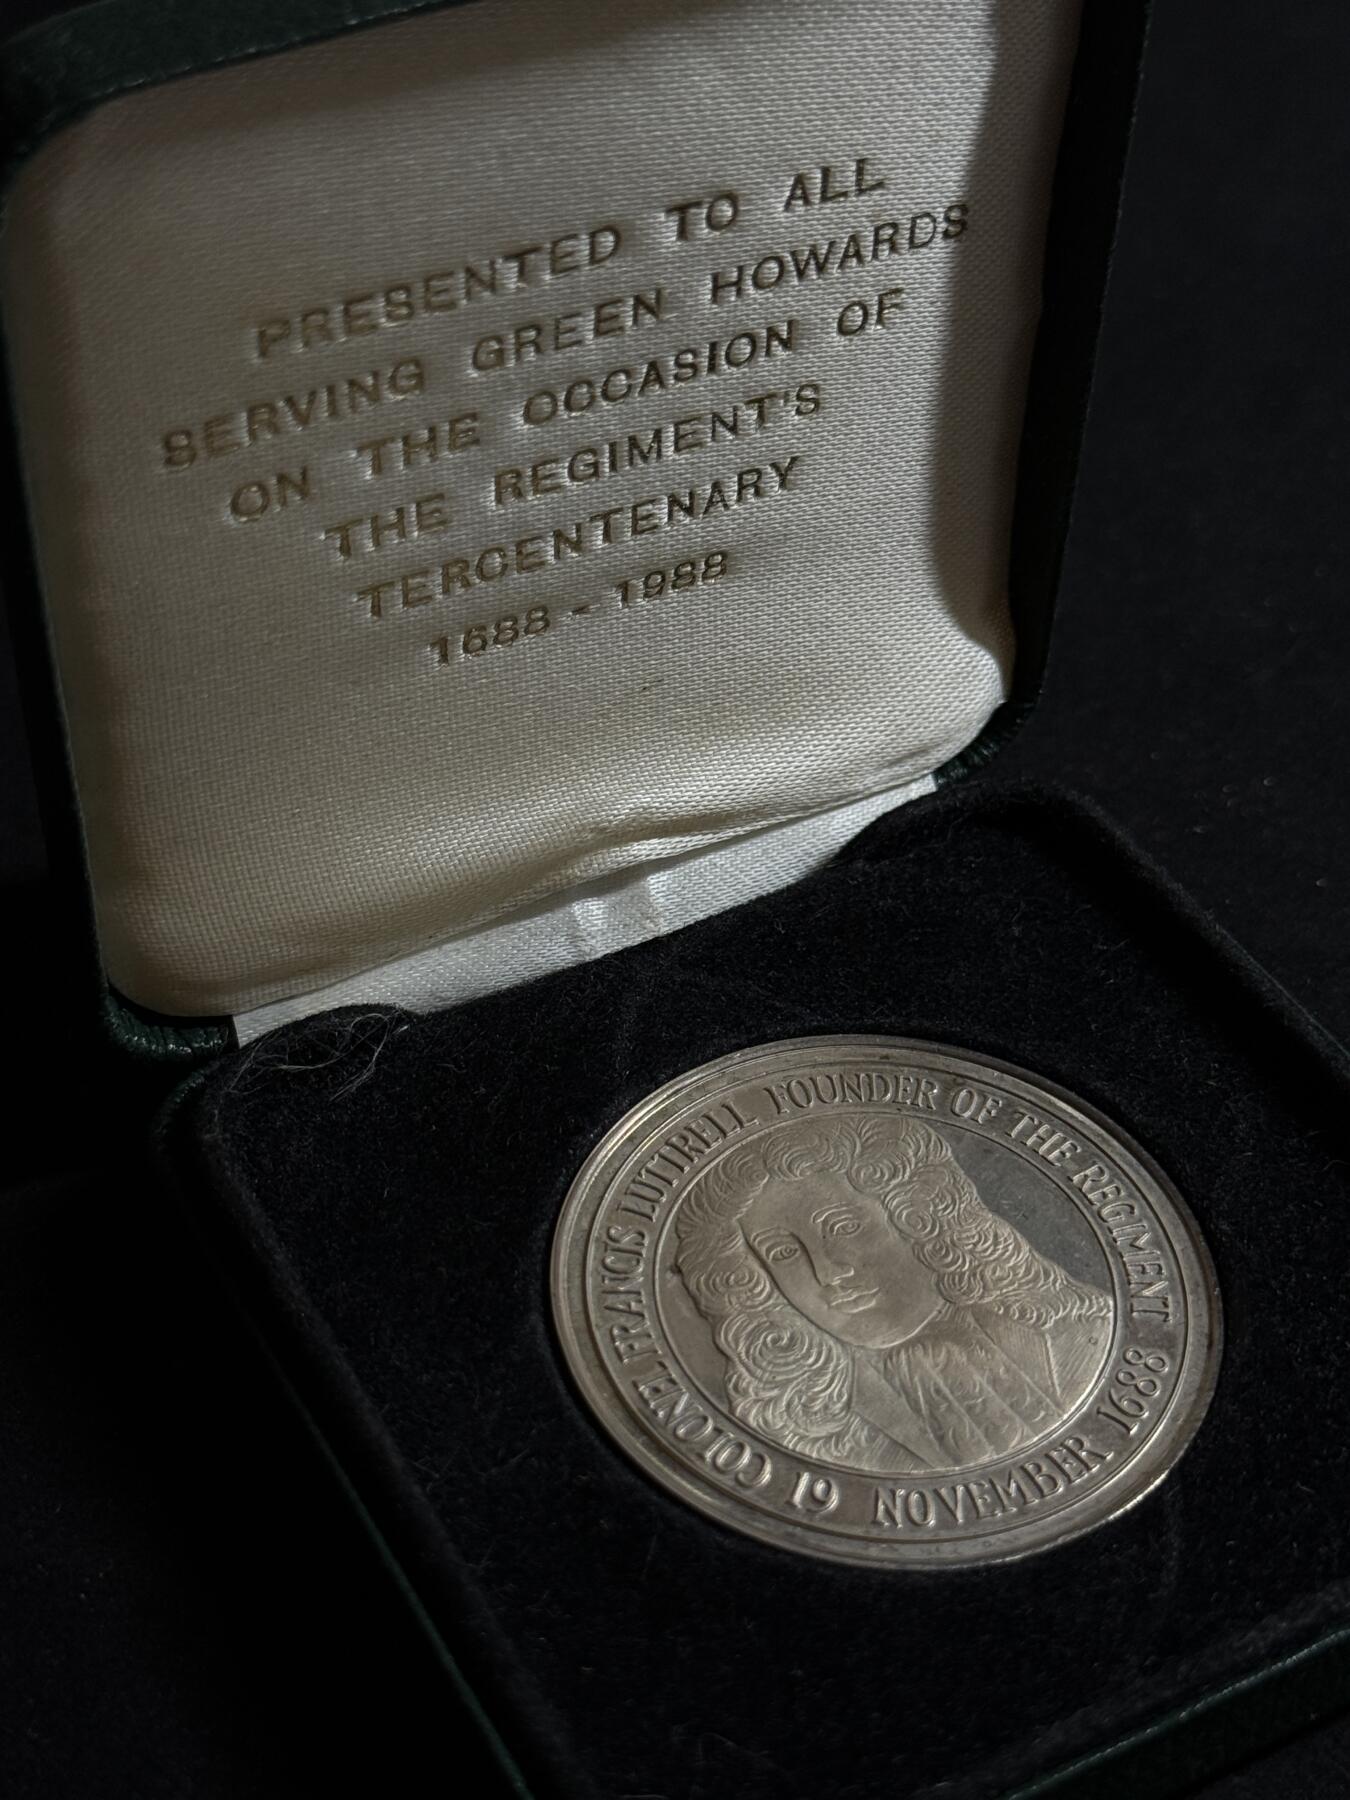 PRESENTED TO ALL
SERVING GREEN HOWARDS
ON THE OCCASION OF
THE REGIMENT'S
TERCENTENARY
1688 - 1988
COLONEL FRANCIS LUTTRELL FOUNDER OF THE REGIMENT
19 NOVEMBER 1688